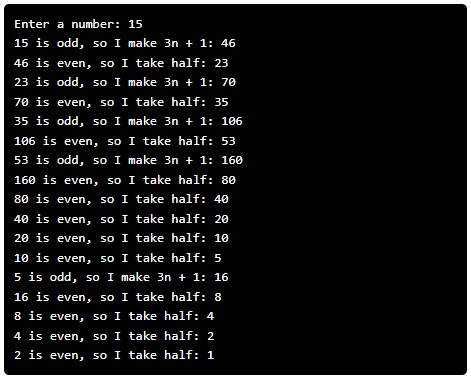 Enter a number: 15
15 is odd, so I make 3n + 1: 46
46 is even, so I take half: 23
23 is odd, so I make 3n + 1: 70
70 is even, so I take half: 35
35 is odd, so I make 3n + 1: 106
106 is even, so I take half: 53
53 is odd, so I make 3n + 1: 160
160 is even, so I take half: 80
80 is even, so I take half: 40
40 is even, so I take half: 20
20 is even, so I take half: 10
10 is even, so I take half: 5
5 is odd, so I make 3n + 1: 16
16 is even, so I take half: 8
8 is even, so I take half: 4
4 is even, so I take half: 2
2 is even, so I take half: 1